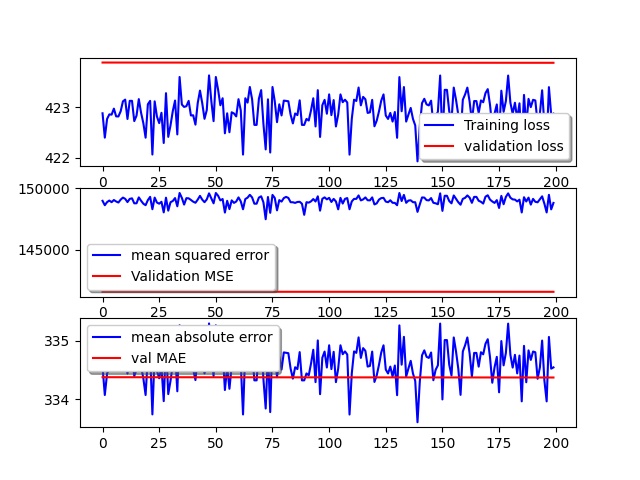 423
422
0 25 50 75 100 125 150 175 200
Training loss
validation loss
150000
145000
0 25 50 75 100 125 150 175 200
mean squared error
Validation MSE
335
334
0 25 50 75 100 125 150 175 200
mean absolute error
val MAE